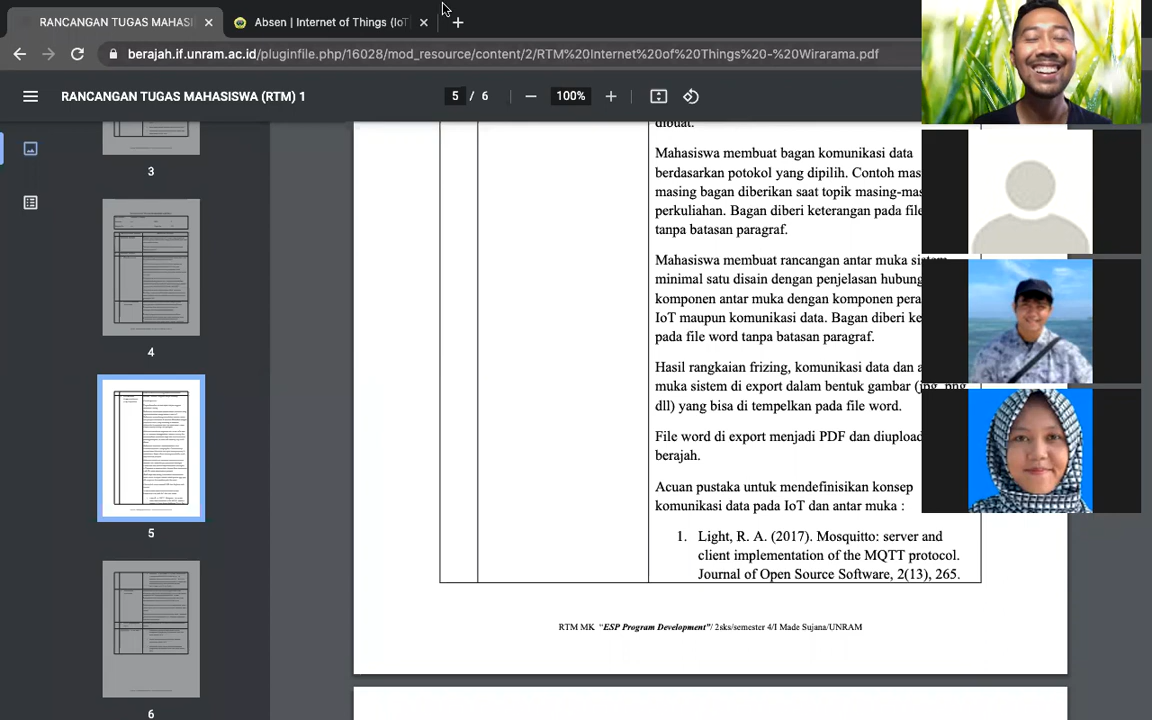 RANCANGAN TUGAS MAHASI
Absen | Internet of Things (IoT
berajah.if.unram.ac.id/pluginfile.php/16028/mod_resource/content/2/RTM%20Internet%20of%20Things%20-%20Wirarama.pdf
RANCANGAN TUGAS MAHASISWA (RTM) 1
5 / 6
100%
3
4
5
6
dibuat.
Mahasiswa membuat bagan komunikasi data
berdasarkan potokol yang dipilih. Contoh mas
masing bagan diberikan saat topik masing-mas
perkuliahan. Bagan diberi keterangan pada file
tanpa batasan paragraf.
Mahasiswa membuat rancangan antar muka sistem
minimal satu disain dengan penjelasan hubung
komponen antar muka dengan komponen pera
IoT maupun komunikasi data. Bagan diberi ke
pada file word tanpa batasan paragraf.
Hasil rangkaian frizing, komunikasi data dan a
muka sistem di export dalam bentuk gambar (jpg, png
dll) yang bisa di tempelkan pada file word.
File word di export menjadi PDF dan diupload
berajah.
Acuan pustaka untuk mendefinisikan konsep
komunikasi data pada IoT dan antar muka :
1. Light, R. A. (2017). Mosquitto: server and
client implementation of the MQTT protocol.
Journal of Open Source Software, 2(13), 265.
RTM MK "ESP Program Development"/ 2sks/semester 4/I Made Sujana/UNRAM